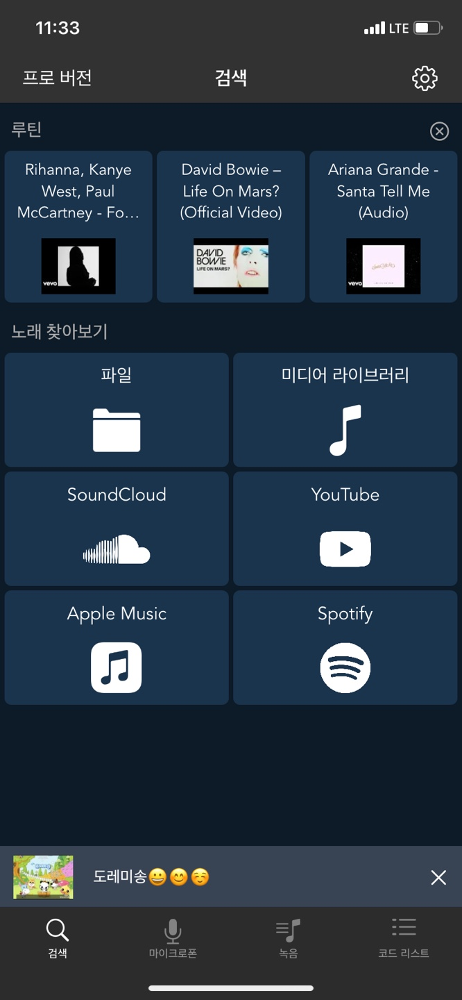 11:33
LTE
프로 버전
검색
루틴
Rihanna, Kanye
West, Paul
McCartney - Fo…
David Bowie –
Life On Mars?
(Official Video)
Ariana Grande -
Santa Tell Me
(Audio)
vevo
DAVID
BOWIE
LIFE ON MARS?
vevo
노래 찾아보기
파일
미디어 라이브러리
SoundCloud
YouTube
Apple Music
Spotify
도레미송😀😊☺️
검색
마이크로폰
녹음
코드 리스트